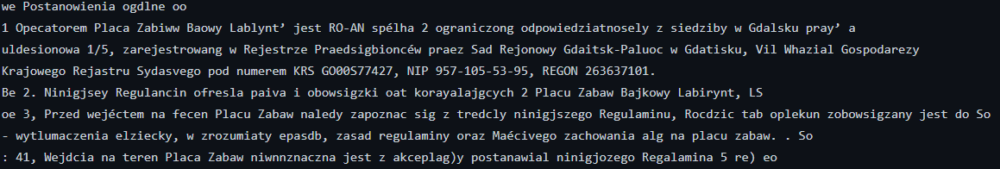 we Postanowienia ogdlne oo
1 Opecatorem Placa Zabiww Baowy Lablynt’ jest RO-AN spélha 2 ograniczong odpowiedziatnosely z siedziby w Gdalsku pray’ a
uldesionowa 1/5, zarejestrowang w Rejestrze Praedsigbioncéw praez Sad Rejonowy Gdaitsk-Paluoc w Gdatisku, Vil Whazial Gospodarezy
Krajowego Rejastru Sydasvego pod numerem KRS GO00S77427, NIP 957-105-53-95, REGON 263637101.
Be 2. Ninigjsey Regulancin ofresla paiva i obowsigzki oat korayalajgcych 2 Placu Zabaw Bajkowy Labirynt, LS
oe 3, Przed wejéctem na fecen Placu Zabaw naledy zapoznac sig z tredcly ninigjszego Regulaminu, Rocdzic tab oplekun zobowsigzany jest do So
- wytlumaczenia elziecky, w zrozumiaty epasdb, zasad regulaminy oraz Maécivego zachowania alg na placu zabaw. . So
: 41, Wejdcia na teren Placa Zabaw niwnnznaczna jest z akceplag)y postanawial ninigjozego Regalamina 5 re) eo